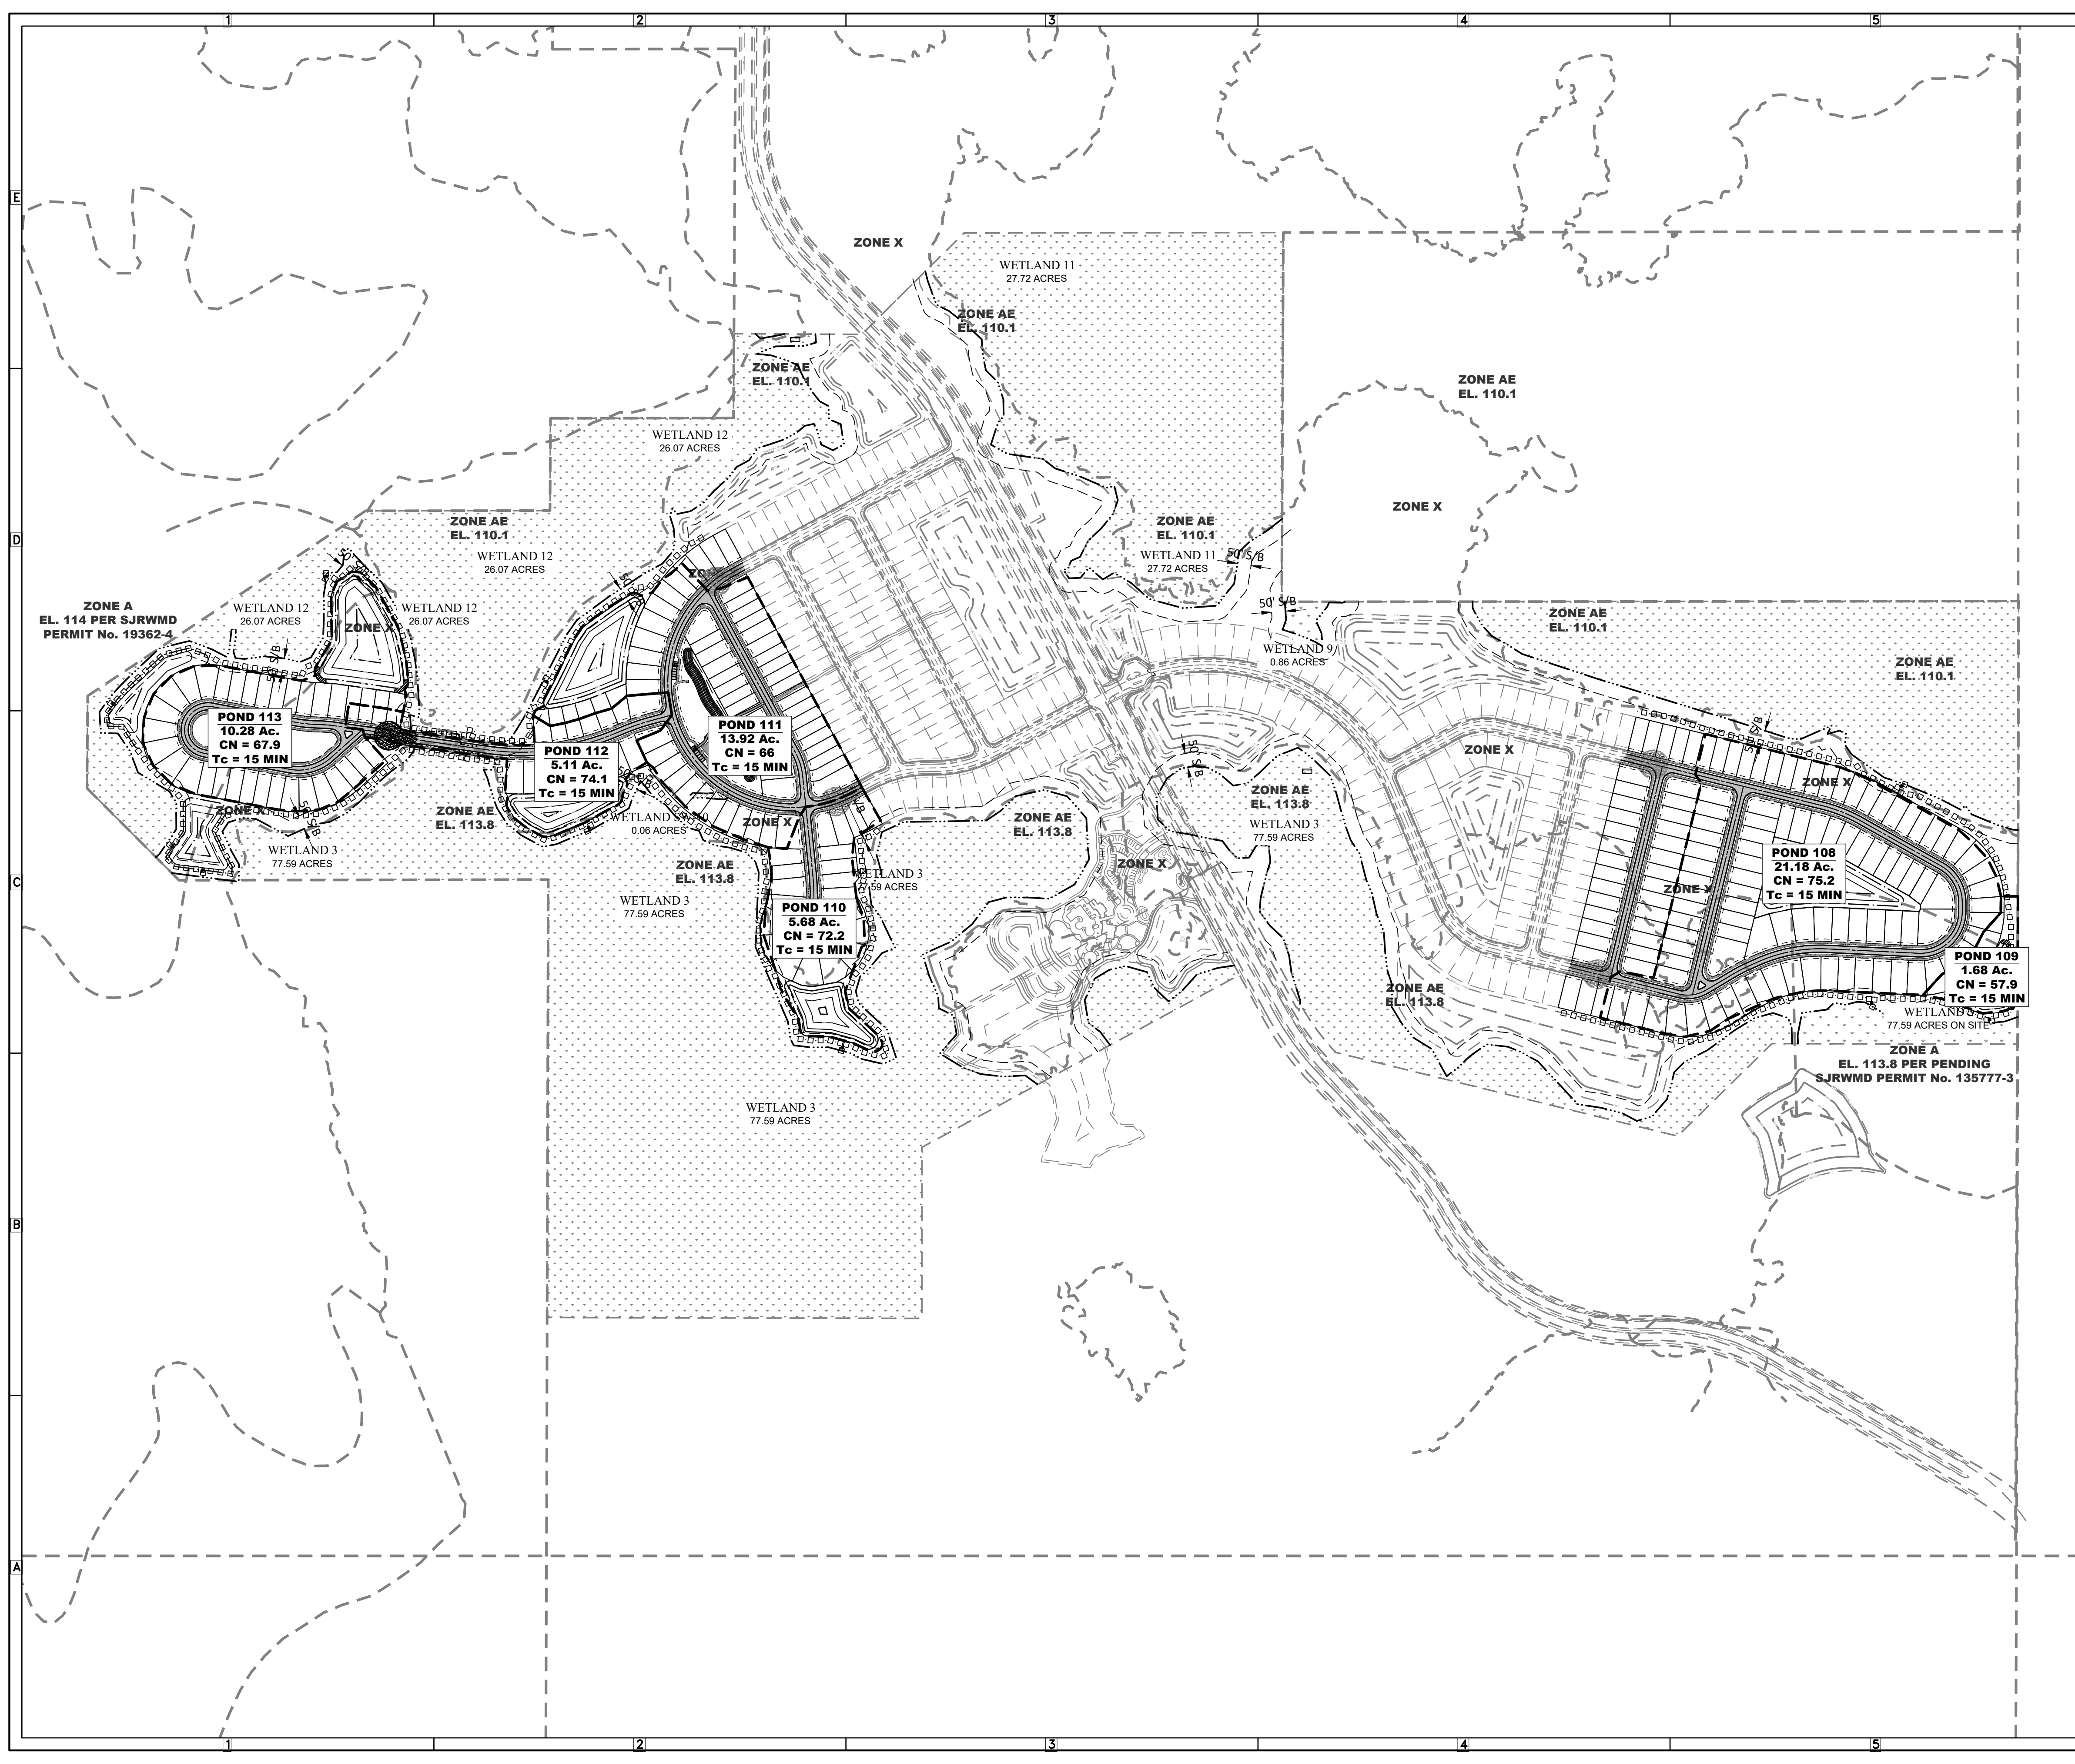 1
2
3
4
5
E
D
C
B
A
ZONE X
WETLAND 11
27.72 ACRES
ZONE AE
EL. 110.1
ZONE AE
EL. 110.1
ZONE AE
EL. 110.1
WETLAND 12
26.07 ACRES
ZONE X
ZONE AE
EL. 110.1
WETLAND 12
26.07 ACRES
ZONE AE
EL. 110.1
WETLAND 11
27.72 ACRES
50' S/B
ZONE A
EL. 114 PER SJRWMD
PERMIT No. 19362-4
WETLAND 12
26.07 ACRES
WETLAND 12
26.07 ACRES
ZONE X
50' S/B
ZONE AE
EL. 110.1
WETLAND 9
0.86 ACRES
ZONE AE
EL. 110.1
POND 113
10.28 Ac.
CN = 67.9
Tc = 15 MIN
POND 112
5.11 Ac.
CN = 74.1
Tc = 15 MIN
POND 111
13.92 Ac.
CN = 66
Tc = 15 MIN
50' S/B
ZONE X
ZONE X
ZONE X
ZONE AE
EL. 113.8
ZONE X
0.06 ACRES
ZONE AE
EL. 113.8
ZONE AE
EL. 113.8
WETLAND 3
77.59 ACRES
WETLAND 3
77.59 ACRES
ZONE AE
EL. 113.8
ZONE X
WETLAND 3
77.59 ACRES
POND 108
21.18 Ac.
CN = 75.2
Tc = 15 MIN
ZONE X
WETLAND 3
77.59 ACRES
POND 110
5.68 Ac.
CN = 72.2
Tc = 15 MIN
POND 109
1.68 Ac.
CN = 57.9
Tc = 15 MIN
ZONE AE
EL. 113.8
WETLAND
77.59 ACRES ON SITE
ZONE A
EL. 113.8 PER PENDING
SJRWMD PERMIT No. 135777-3
WETLAND 3
77.59 ACRES
1
2
3
4
5